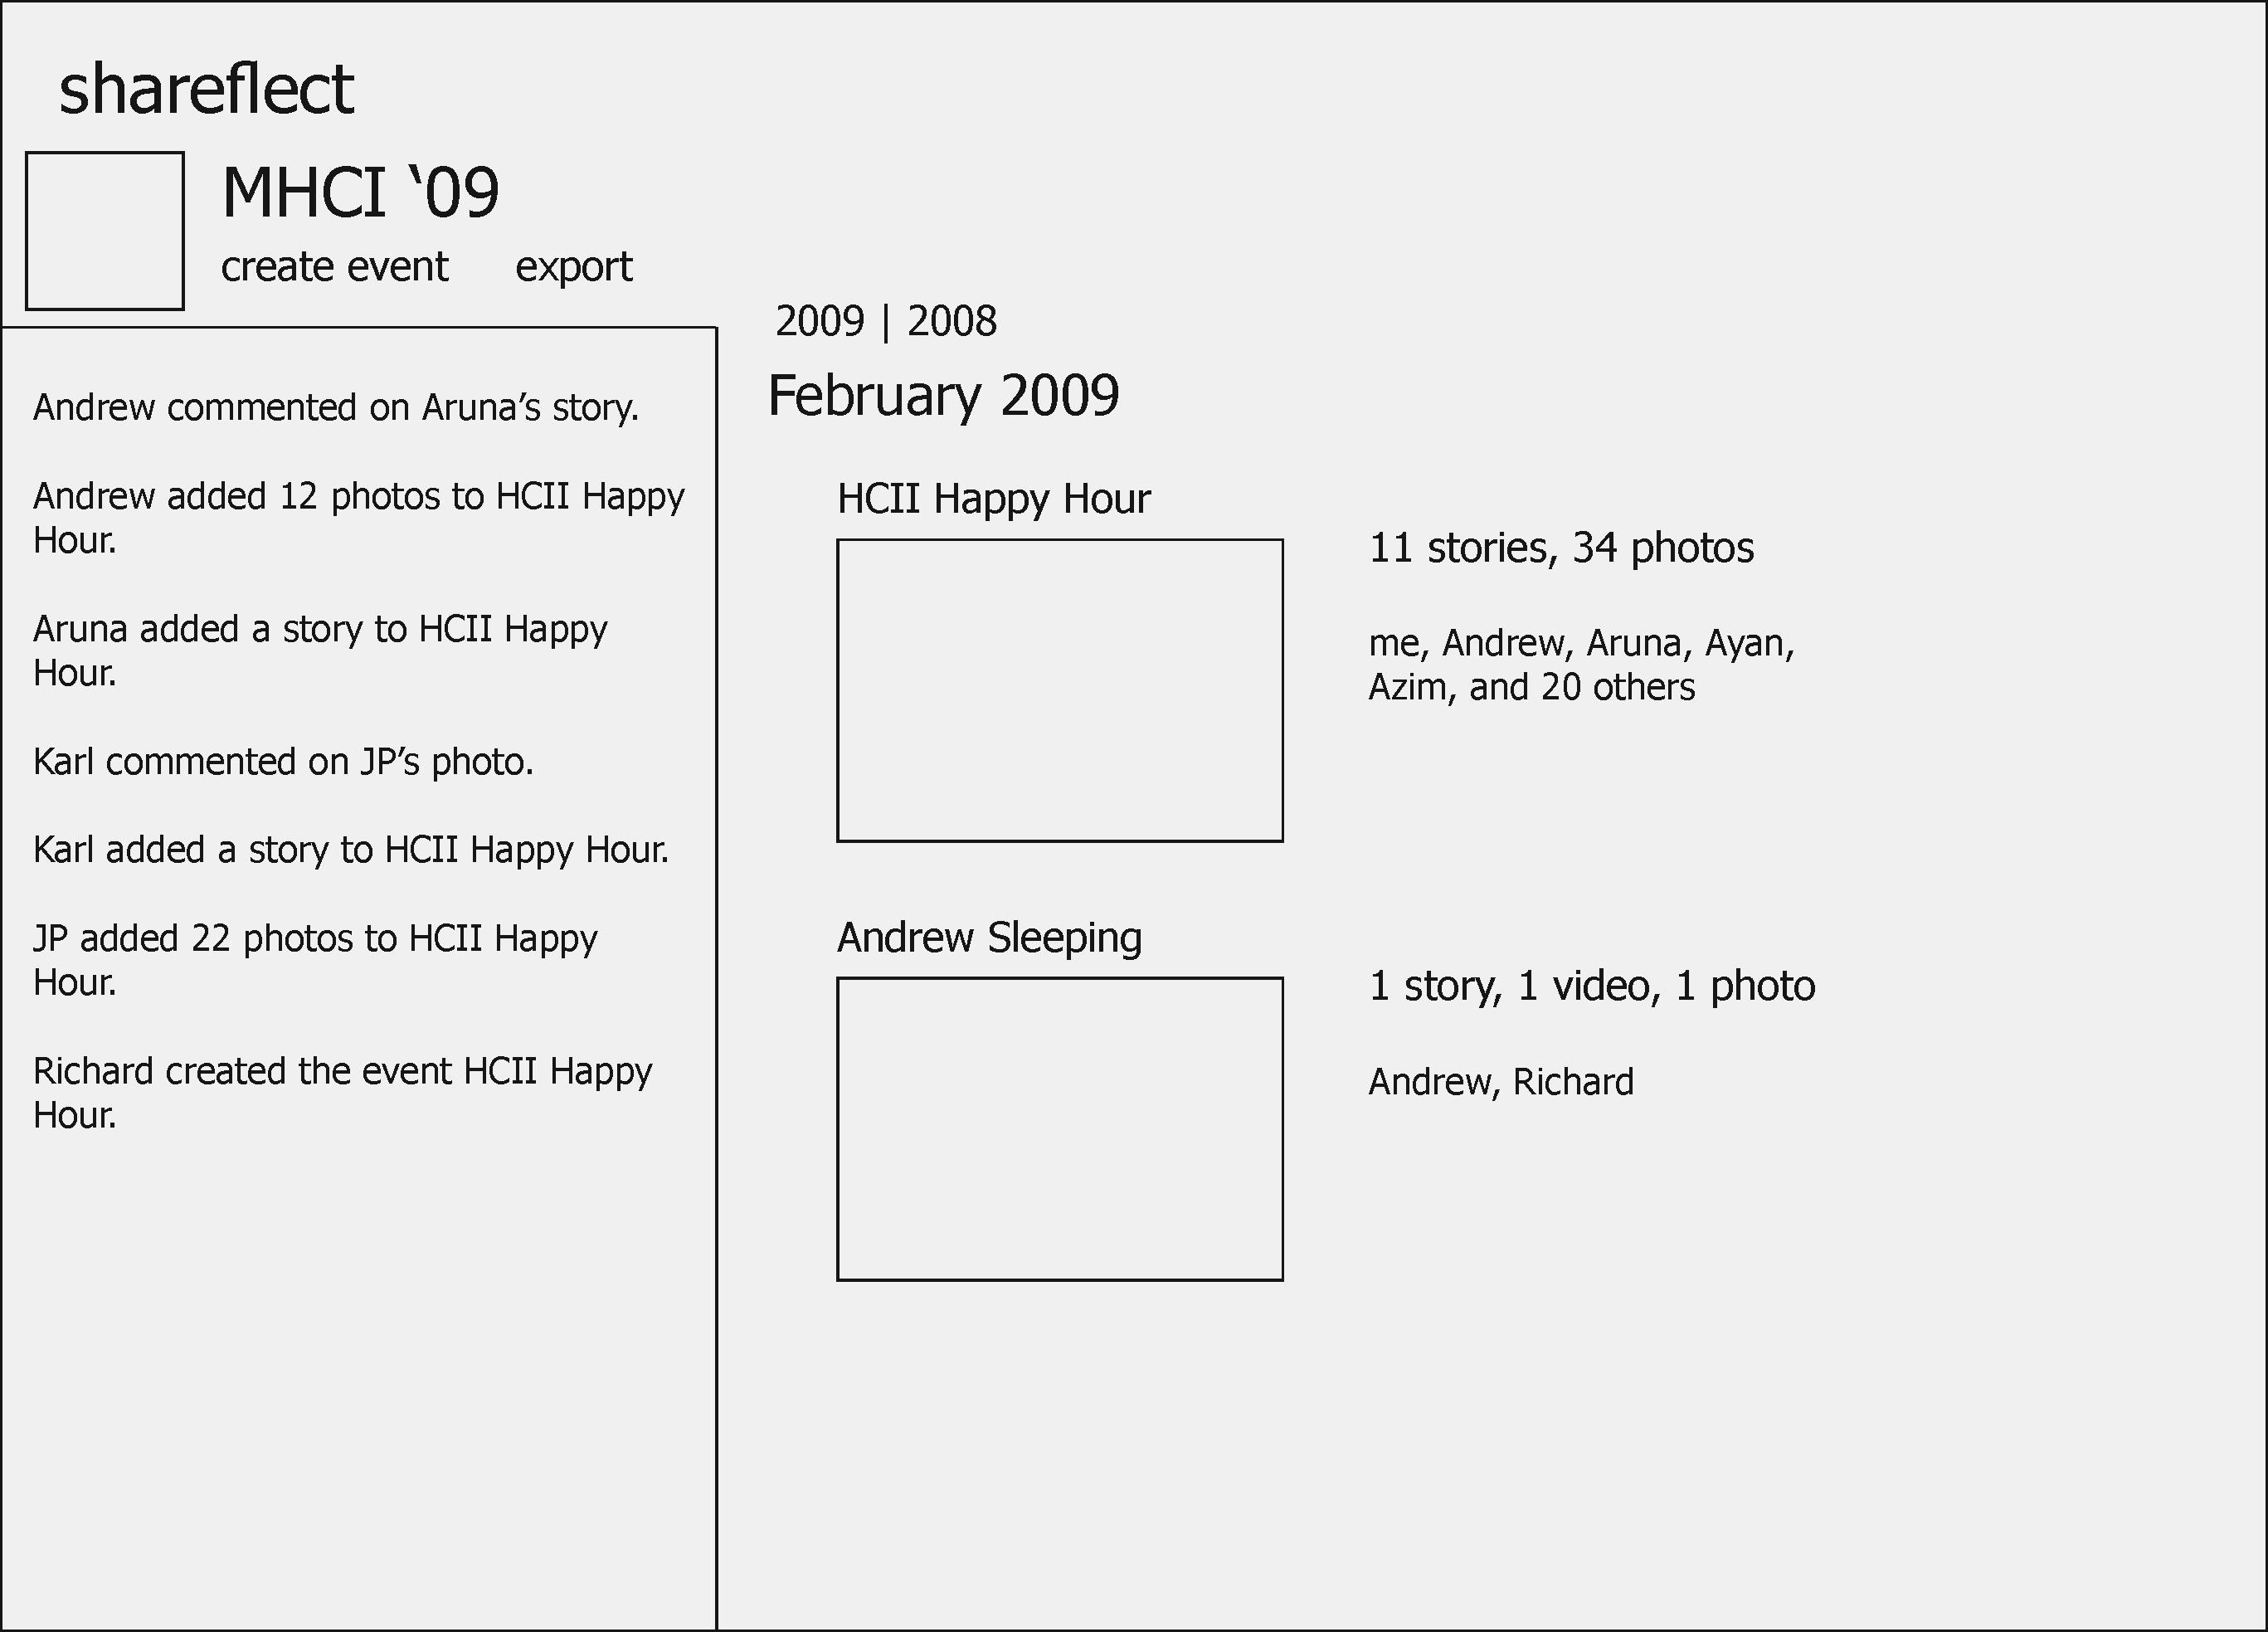 shareflect
MHCI ‘09
create event export
Andrew commented on Aruna’s story.
Andrew added 12 photos to HCII Happy
Hour.
Aruna added a story to HCII Happy
Hour.
Karl commented on JP’s photo.
Karl added a story to HCII Happy Hour.
JP added 22 photos to HCII Happy
Hour.
Richard created the event HCII Happy
Hour.
2009 | 2008
February 2009
HCII Happy Hour
11 stories, 34 photos
me, Andrew, Aruna, Ayan,
Azim, and 20 others
Andrew Sleeping
1 story, 1 video, 1 photo
Andrew, Richard